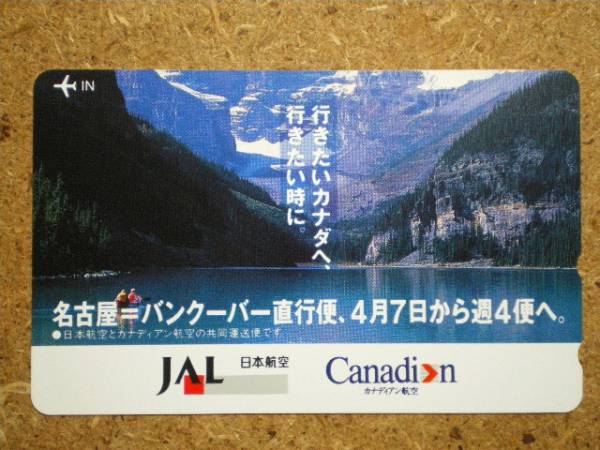 IN
行きたいカナダへ、
行きたい時に。
名古屋=バンクーバー直行便、4月7日から週4便へ。
●日本航空とカナディアン航空の共同運送便です。
JAL 日本航空
Canadi>n
カナディアン航空